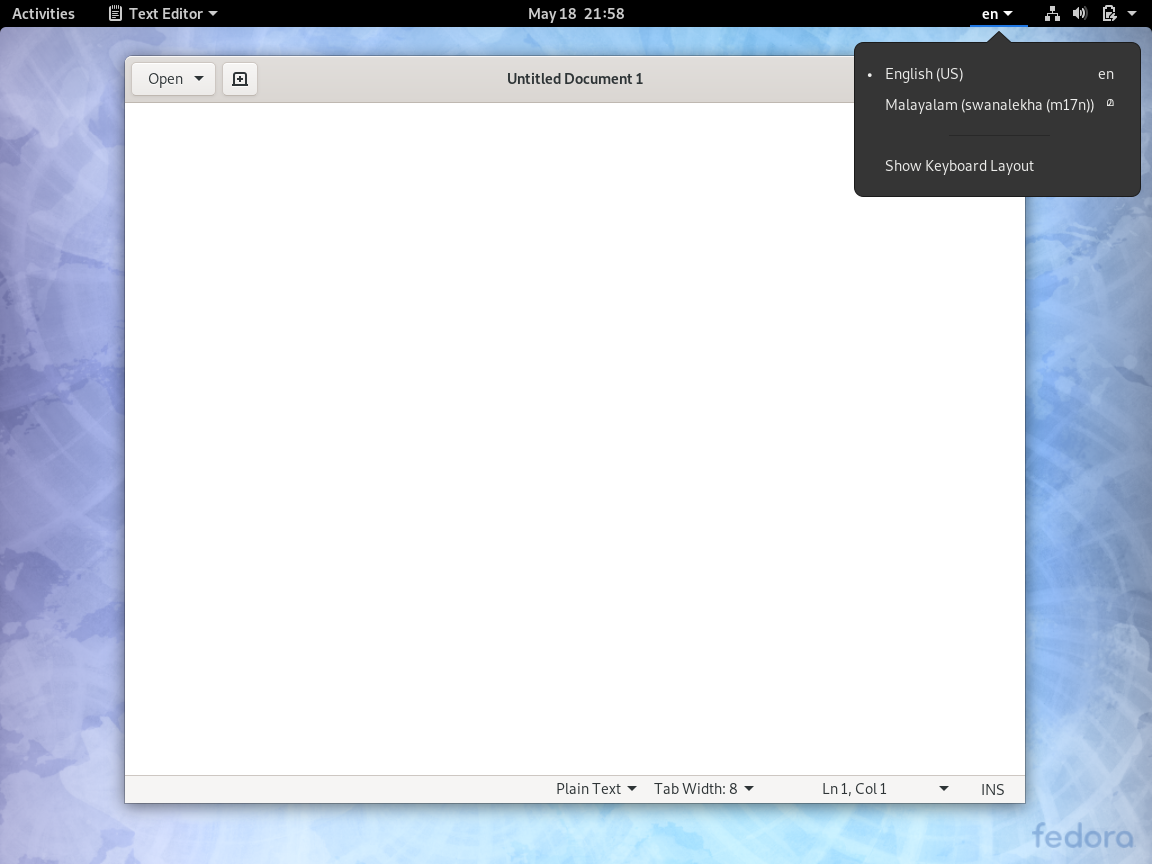 Activities Text Editor May 18 21:58 en
Open Untitled Document 1
• English (US) en
Malayalam (swanalekha (m17n))
Show Keyboard Layout
Plain Text Tab Width: 8 Ln 1, Col 1 INS
fedora